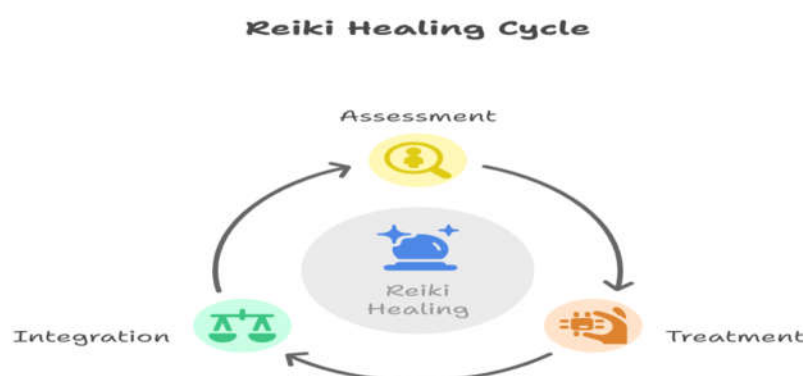 Reiki Healing Cycle
Assessment
Reiki
Healing
Integration
Treatment